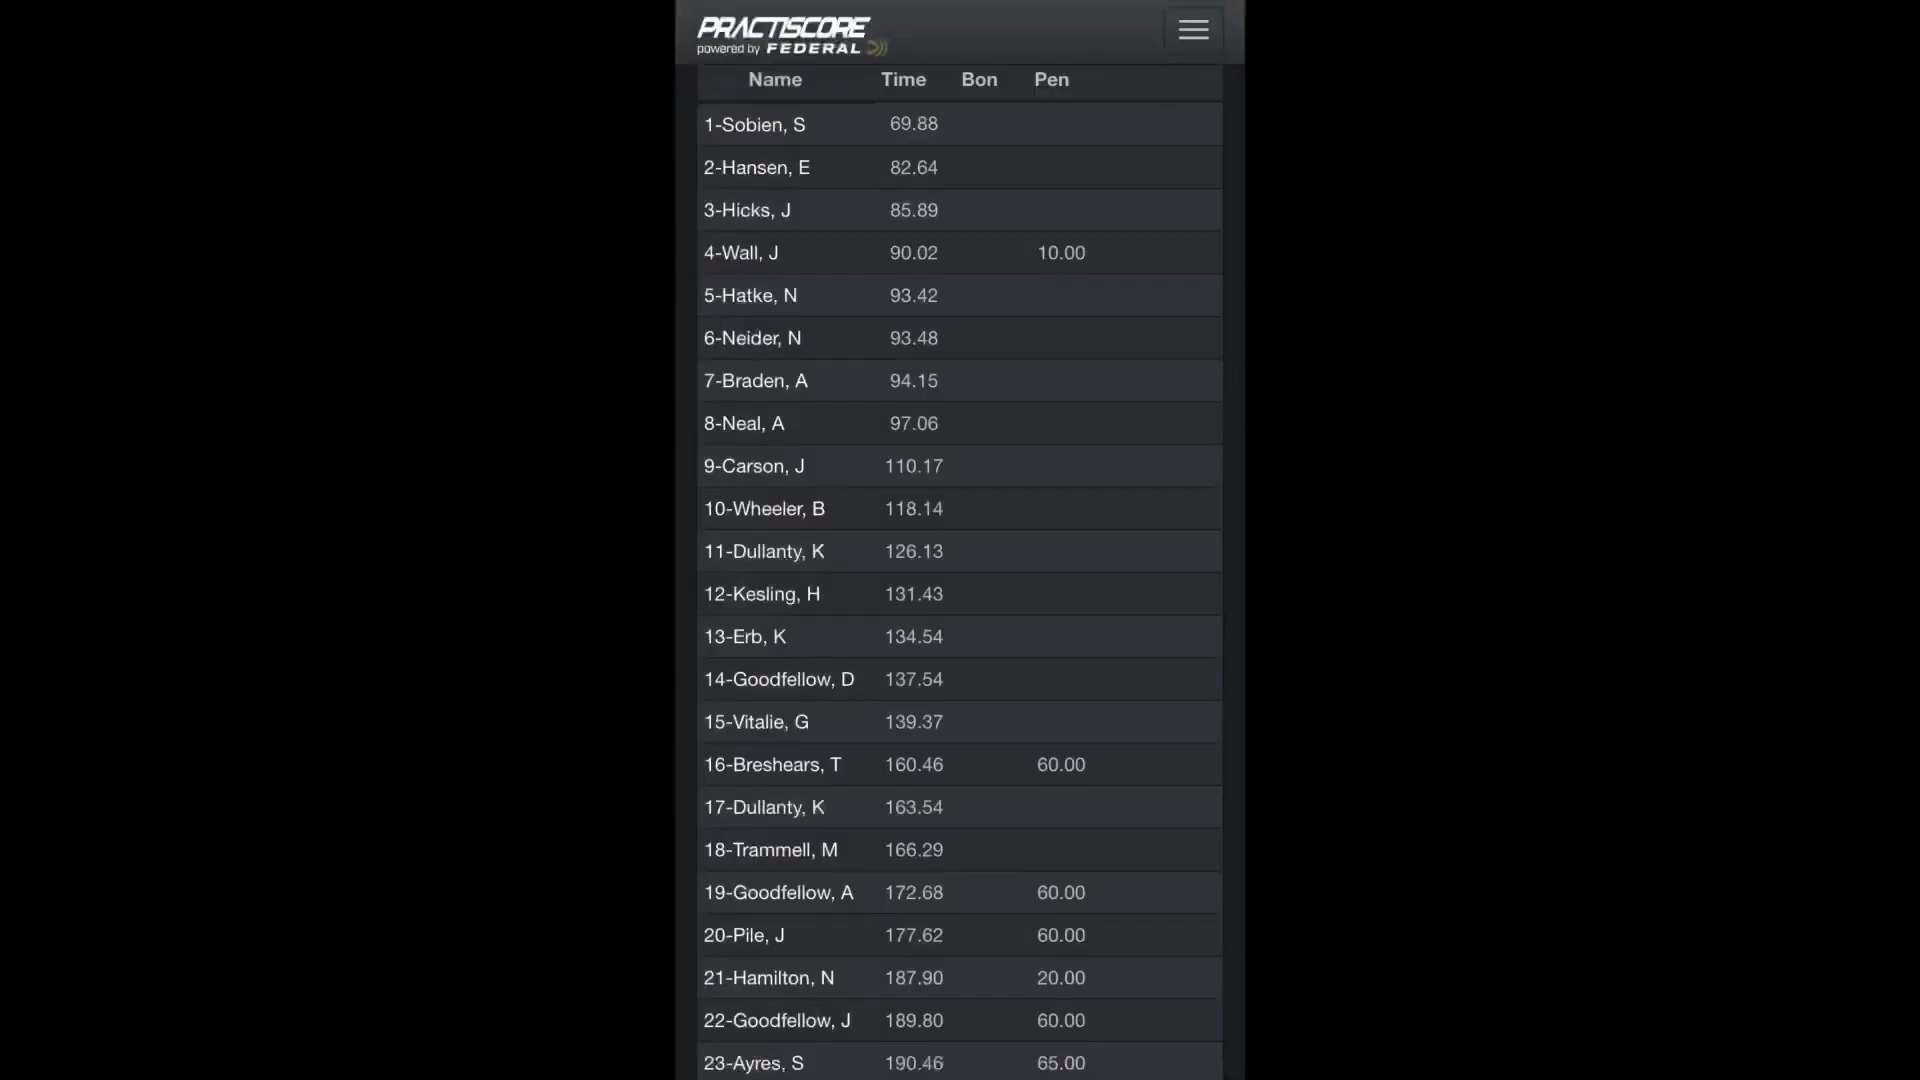 PRACTISCORE
powered by FEDERAL
Name Time Bon Pen
1-Sobien, S 69.88
2-Hansen, E 82.64
3-Hicks, J 85.89
4-Wall, J 90.02 10.00
5-Hatke, N 93.42
6-Neider, N 93.48
7-Braden, A 94.15
8-Neal, A 97.06
9-Carson, J 110.17
10-Wheeler, B 118.14
11-Dullanty, K 126.13
12-Kesling, H 131.43
13-Erb, K 134.54
14-Goodfellow, D 137.54
15-Vitalie, G 139.37
16-Breshears, T 160.46 60.00
17-Dullanty, K 163.54
18-Trammell, M 166.29
19-Goodfellow, A 172.68 60.00
20-Pile, J 177.62 60.00
21-Hamilton, N 187.90 20.00
22-Goodfellow, J 189.80 60.00
23-Ayres, S 190.46 65.00